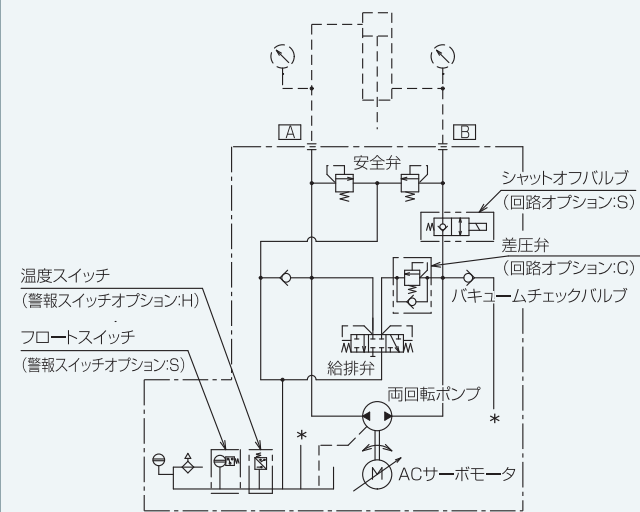 A
B
安全弁
シャットオフバルブ
(回路オプション:S)
差圧弁
(回路オプション:C)
バキュームチェックバルブ
温度スイッチ
(警報スイッチオプション:H)
フロートスイッチ
(警報スイッチオプション:S)
給排弁
両回転ポンプ
*
*
M
ACサーボモータ